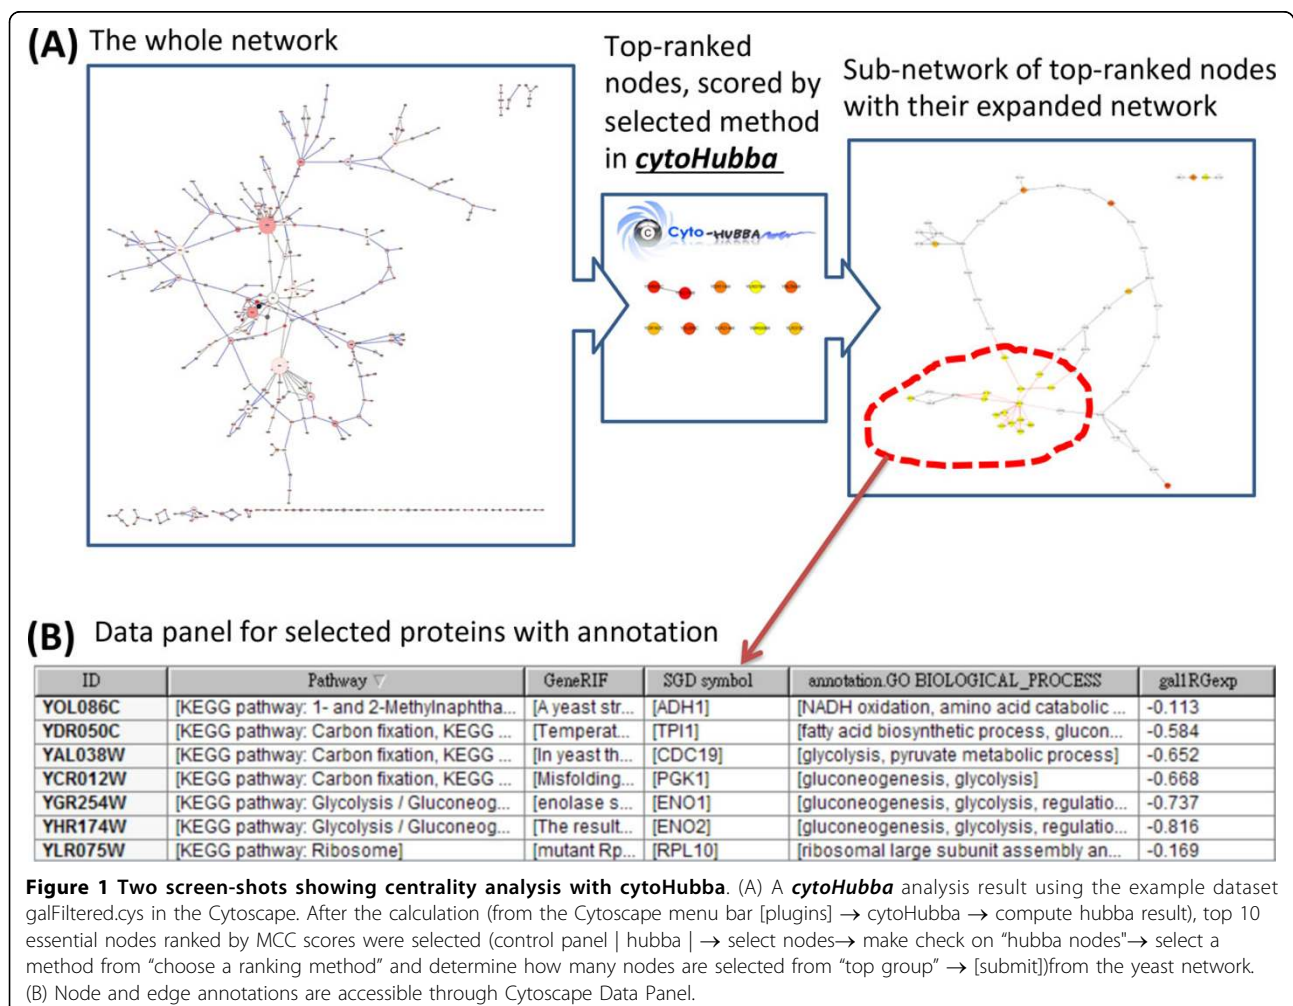 (A) The whole network
Top-ranked
nodes, scored by
selected method
in cytoHubba
Sub-network of top-ranked nodes
with their expanded network
Cyto-HUBBA
(B) Data panel for selected proteins with annotation
ID Pathway GeneRIF SGD symbol annotation.GO BIOLOGICAL_PROCESS gal1RGexp
YOL086C [KEGG pathway: 1- and 2-Methylnaphtha... [A yeast str... [ADH1] [NADH oxidation, amino acid catabolic ... -0.113
YDR050C [KEGG pathway: Carbon fixation, KEGG ... [Temperat... [TPI1] [fatty acid biosynthetic process, glucon... -0.584
YAL038W [KEGG pathway: Carbon fixation, KEGG ... [In yeast th... [CDC19] [glycolysis, pyruvate metabolic process] -0.652
YCR012W [KEGG pathway: Carbon fixation, KEGG ... [Misfolding... [PGK1] [gluconeogenesis, glycolysis] -0.668
YGR254W [KEGG pathway: Glycolysis / Gluconeog... [enolase s... [ENO1] [gluconeogenesis, glycolysis, regulatio... -0.737
YHR174W [KEGG pathway: Glycolysis / Gluconeog... [The result... [ENO2] [gluconeogenesis, glycolysis, regulatio... -0.816
YLR075W [KEGG pathway: Ribosome] [mutant Rp... [RPL10] [ribosomal large subunit assembly an... -0.169
Figure 1 Two screen-shots showing centrality analysis with cytoHubba. (A) A cytoHubba analysis result using the example dataset
galFiltered.cys in the Cytoscape. After the calculation (from the Cytoscape menu bar [plugins] → cytoHubba → compute hubba result), top 10
essential nodes ranked by MCC scores were selected (control panel | hubba | → select nodes→ make check on “hubba nodes"→ select a
method from “choose a ranking method” and determine how many nodes are selected from “top group” → [submit])from the yeast network.
(B) Node and edge annotations are accessible through Cytoscape Data Panel.